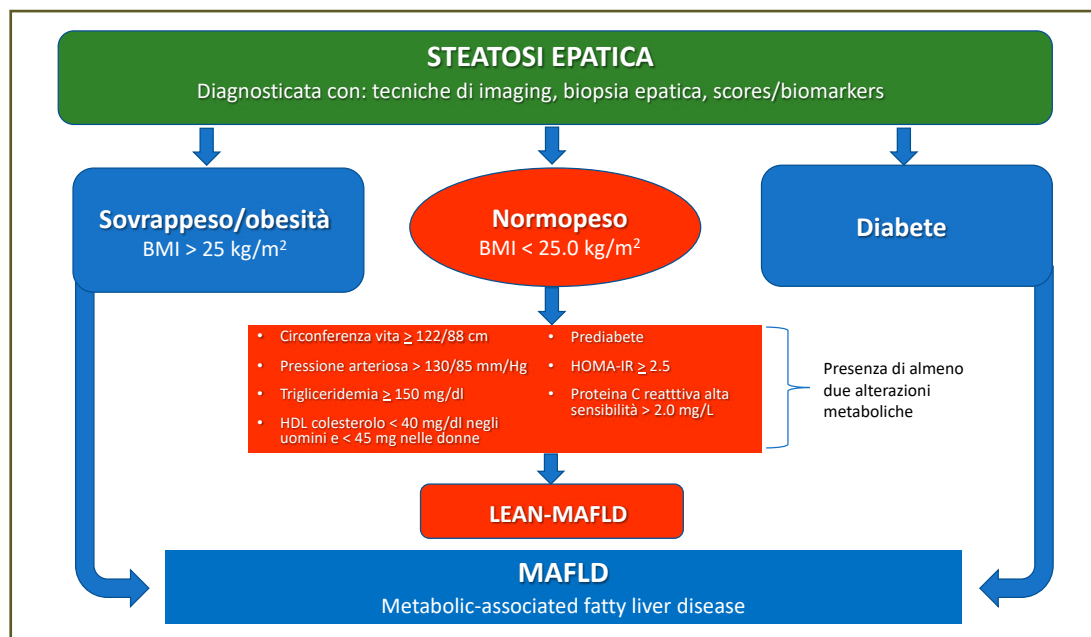 STEATOSI EPATICA
Diagnosticata con: tecniche di imaging, biopsia epatica, scores/biomarkers
Sovrappeso/obesità
BMI > 25 kg/m²
Normopeso
BMI < 25.0 kg/m²
Diabete
• Circonferenza vita ≥ 122/88 cm
• Pressione arteriosa > 130/85 mm/Hg
• Trigliceridemia ≥ 150 mg/dl
• HDL colesterolo < 40 mg/dl negli
uomini e < 45 mg nelle donne
• Prediabete
• HOMA-IR ≥ 2.5
• Proteina C reatttiva alta
sensibilità > 2.0 mg/L
Presenza di almeno
due alterazioni
metaboliche
LEAN-MAFLD
MAFLD
Metabolic-associated fatty liver disease